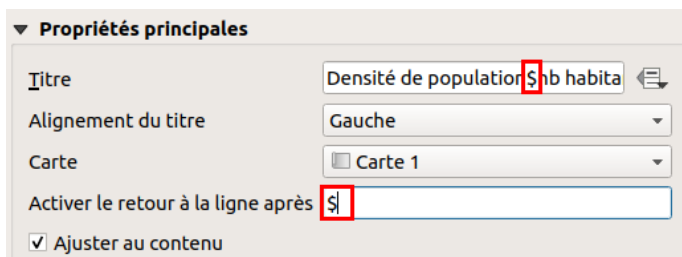 Propriétés principales
Titre Densité de population$nb habita
Alignement du titre Gauche
Carte Carte 1
Activer le retour à la ligne après $
Ajuster au contenu